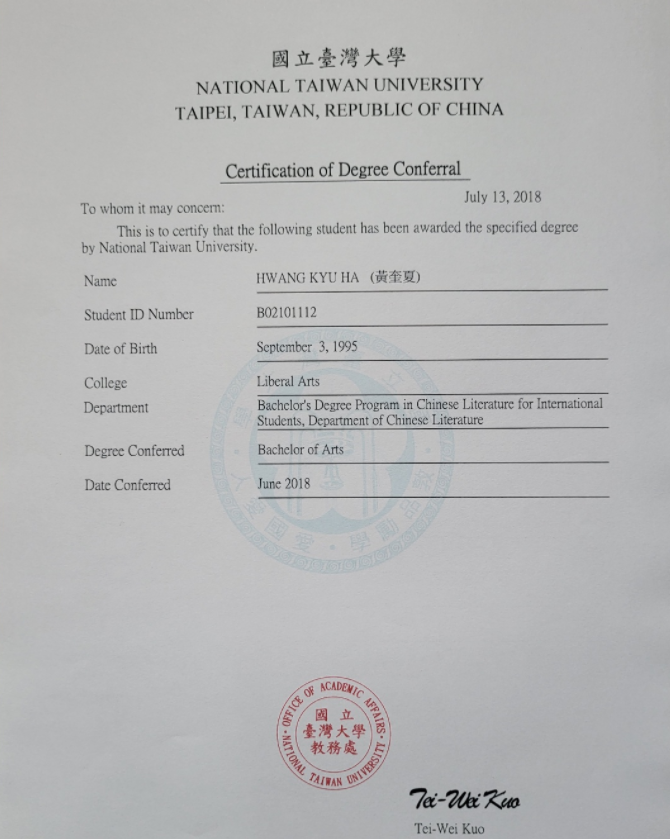 國立臺灣大學
NATIONAL TAIWAN UNIVERSITY
TAIPEI, TAIWAN, REPUBLIC OF CHINA
Certification of Degree Conferral
July 13, 2018
To whom it may concern:
This is to certify that the following student has been awarded the specified degree
by National Taiwan University.
Name HWANG KYU HA (黃奎夏)
Student ID Number B02101112
Date of Birth September 3, 1995
College Liberal Arts
Department Bachelor's Degree Program in Chinese Literature for International
Students, Department of Chinese Literature
Degree Conferred Bachelor of Arts
Date Conferred June 2018
OFFICE OF ACADEMIC AFFAIRS
國立
臺灣大學
教務處
NATIONAL TAIWAN UNIVERSITY
Tei-Wei Kuo
Tei-Wei Kuo